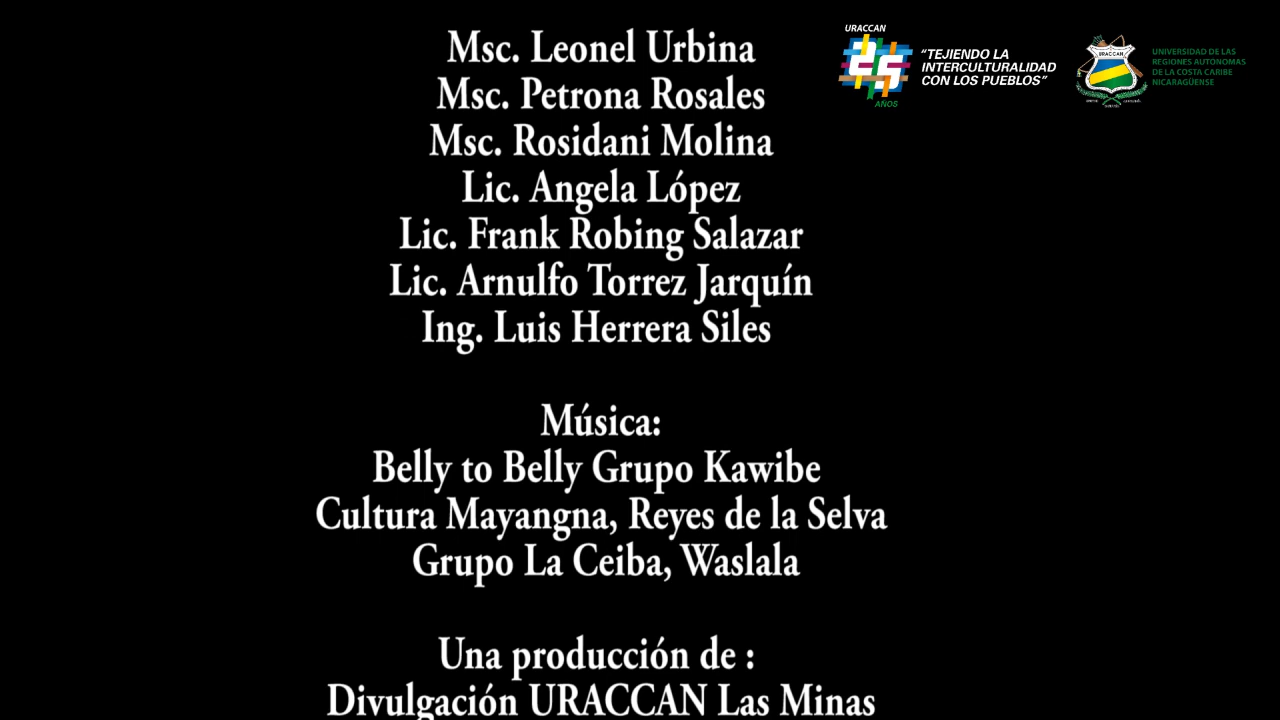 Msc. Leonel Urbina
Msc. Petrona Rosales
Msc. Rosidani Molina
Lic. Angela López
Lic. Frank Robing Salazar
Lic. Arnulfo Torrez Jarquín
Ing. Luis Herrera Siles
Música:
Belly to Belly Grupo Kawibe
Cultura Mayangna, Reyes de la Selva
Grupo La Ceiba, Waslala
Una producción de :
Divulgación URACCAN Las Minas
URACCAN
25
AÑOS
“TEJIENDO LA
INTERCULTURALIDAD
CON LOS PUEBLOS”
URACCAN
UNIVERSIDAD DE LAS
REGIONES AUTONOMAS
DE LA COSTA CARIBE
NICARAGÜENSE